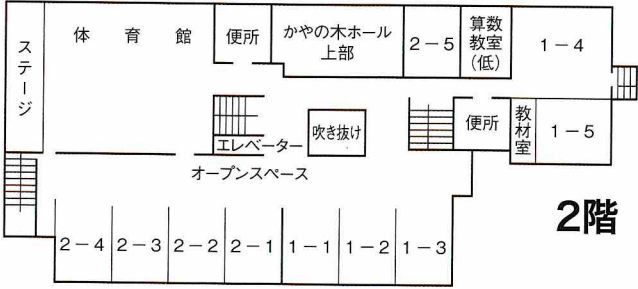 ステージ
体育館
便所
かやの木ホール
上部
2−5
算数
教室
(低)
1−4
エレベーター
吹き抜け
便所
教材室
1−5
オープンスペース
2−4
2−3
2−2
2−1
1−1
1−2
1−3
2階